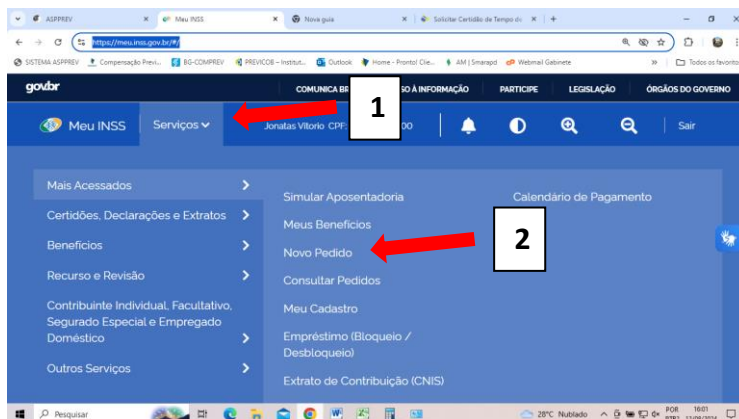 ASPPREV
Meu INSS
Nova guia
Solicitar Certidão de Tempo de
https://meu.inss.gov.br/#/
SISTEMA ASPPREV
Compensação Previ...
BG-COMPREV
PREVICOB – Institut...
Outlook
Home - Pronto! Clie...
AM | Smarapd
Webmail Gabinete
Todos os favoritos
gov.br
COMUNICA BR
À INFORMAÇÃO
PARTICIPE
LEGISLAÇÃO
ÓRGÃOS DO GOVERNO
1
Meu INSS
Serviços
Jonatas Vitorio CPF:
00
Sair
Mais Acessados
Simular Aposentadoria
Calendário de Pagamento
Certidões, Declarações e Extratos
Meus Benefícios
Benefícios
Novo Pedido
2
Recurso e Revisão
Consultar Pedidos
Contribuinte Individual, Facultativo,
Segurado Especial e Empregado
Doméstico
Meu Cadastro
Empréstimo (Bloqueio /
Desbloqueio)
Outros Serviços
Extrato de Contribuição (CNIS)
Pesquisar
28°C Nublado
POR
16:01